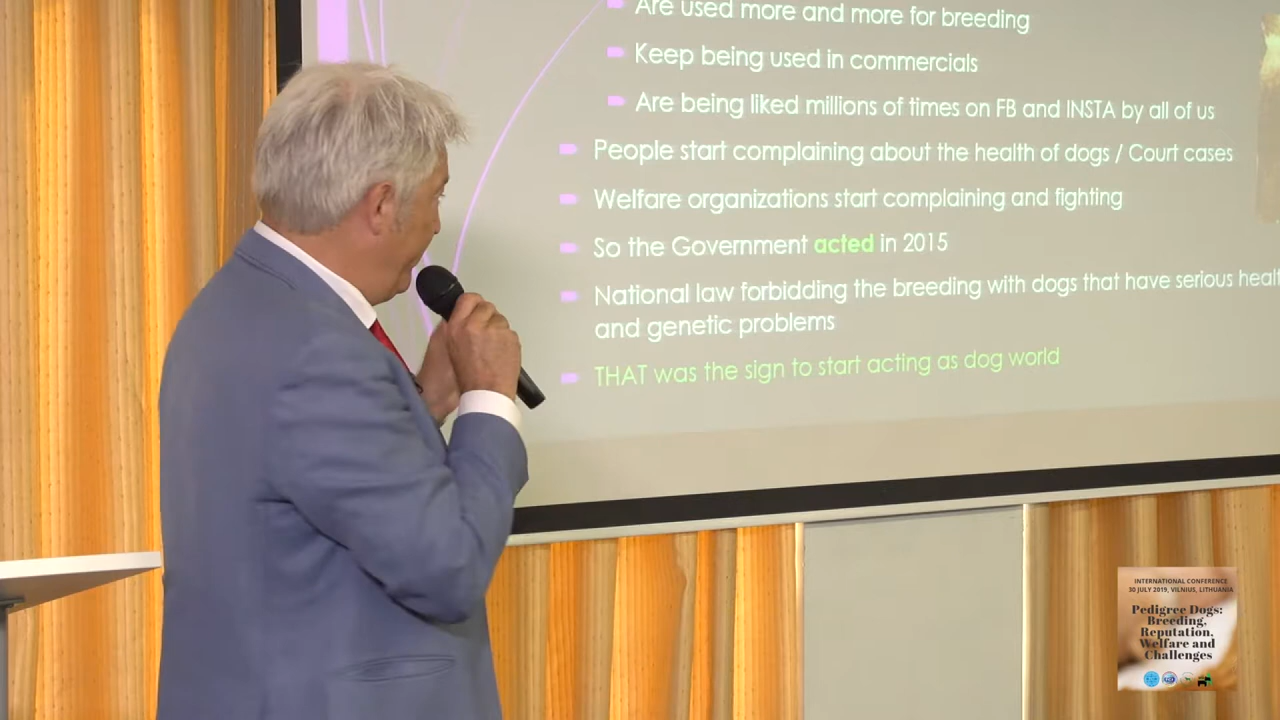 Are used more and more for breeding
Keep being used in commercials
Are being liked millions of times on FB and INSTA by all of us
People start complaining about the health of dogs / Court cases
Welfare organizations start complaining and fighting
So the Government acted in 2015
National law forbidding the breeding with dogs that have serious
and genetic problems
THAT was the sign to start acting as dog world
INTERNATIONAL CONFERENCE
30 JULY 2019, VILNIUS, LITHUANIA
Pedigree Dogs:
Breeding,
Reputation,
Welfare and
Challenges